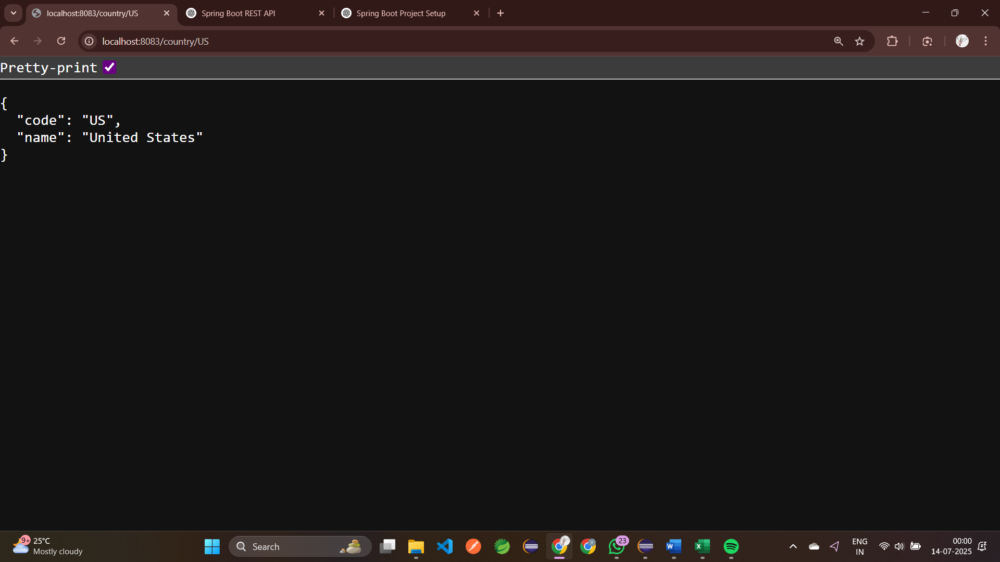 localhost:8083/country/US
Spring Boot REST API
Spring Boot Project Setup
localhost:8083/country/US
Pretty-print
{
  "code": "US",
  "name": "United States"
}
9+
25°C
Mostly cloudy
Search
V
23
W
X
ENG
IN
00:00
14-07-2025